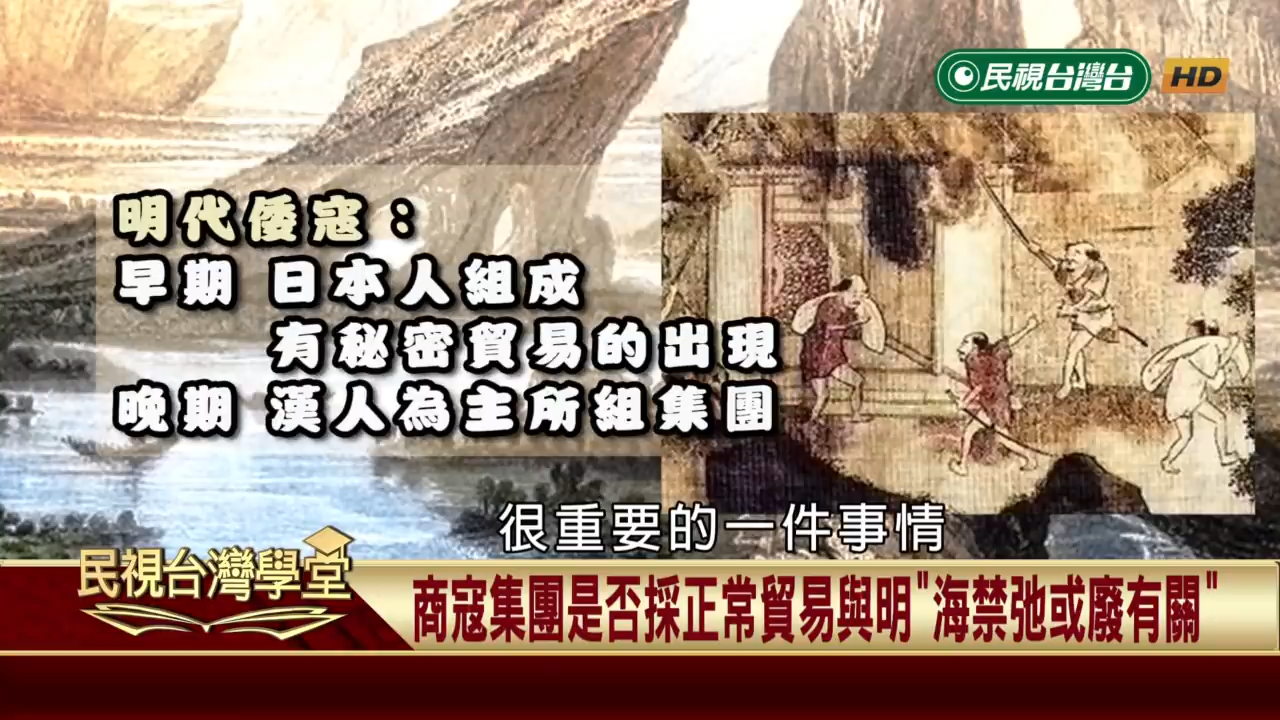 民視台灣台 HD
明代倭寇：
早期 日本人組成
有秘密貿易的出現
晚期 漢人為主所組集團
很重要的一件事情
民視台灣學堂
商寇集團是否採正常貿易與明"海禁弛或廢有關"